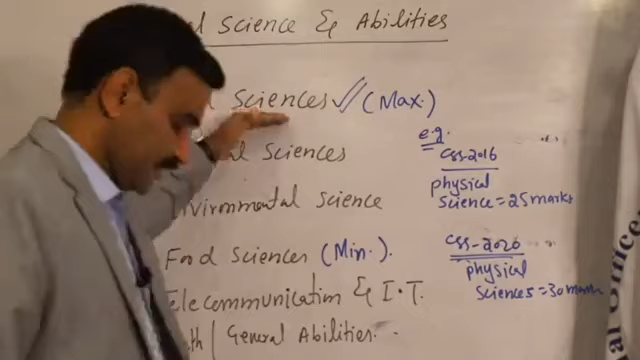 Science & Abilities
Sciences ✓ (Max.)
Sciences
Environmental Science
Food Sciences (Min.).
Telecommunication & I.T.
General Abilities.
e.g.
CSS-2016
physical
science = 25 marks
CSS-2020
physical
sciences = 30 marks